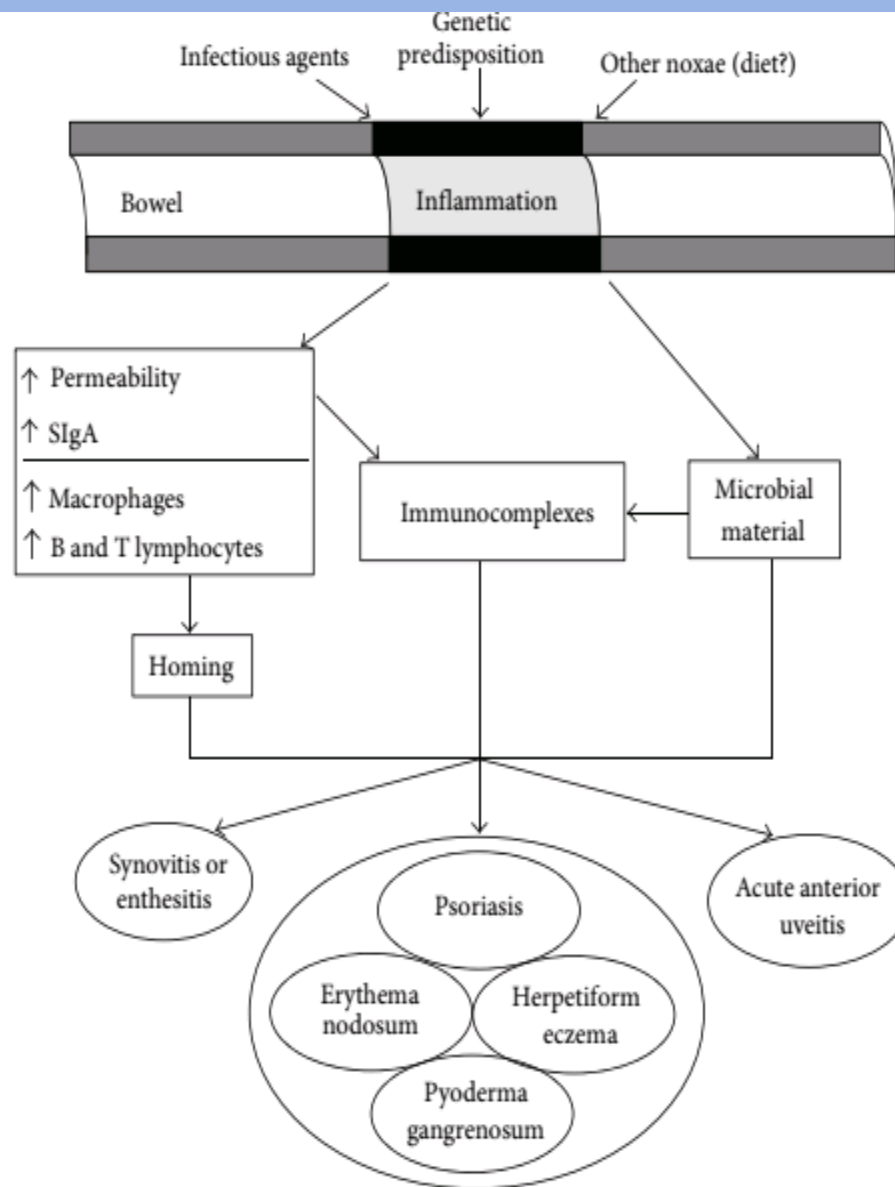 Genetic
predisposition
Infectious agents
Other noxae (diet?)
Bowel
Inflammation
↑ Permeability
↑ SIgA
↑ Macrophages
↑ B and T lymphocytes
Immunocomplexes
Microbial
material
Homing
Synovitis or
enthesitis
Psoriasis
Acute anterior
uveitis
Erythema
nodosum
Herpetiform
eczema
Pyoderma
gangrenosum